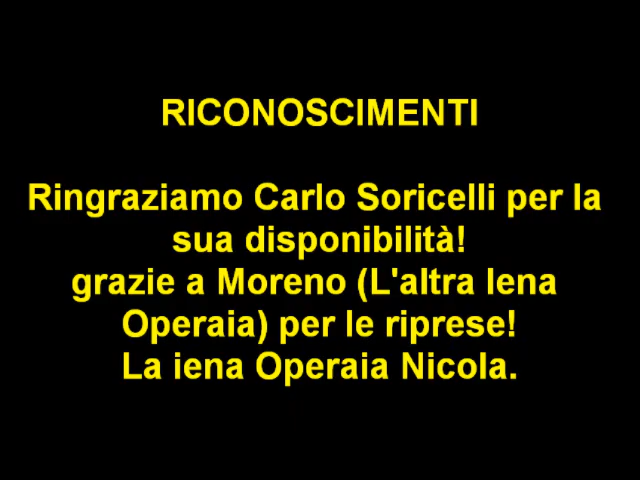 RICONOSCIMENTI
Ringraziamo Carlo Soricelli per la
sua disponibilità!
grazie a Moreno (L'altra Iena
Operaia) per le riprese!
La iena Operaia Nicola.